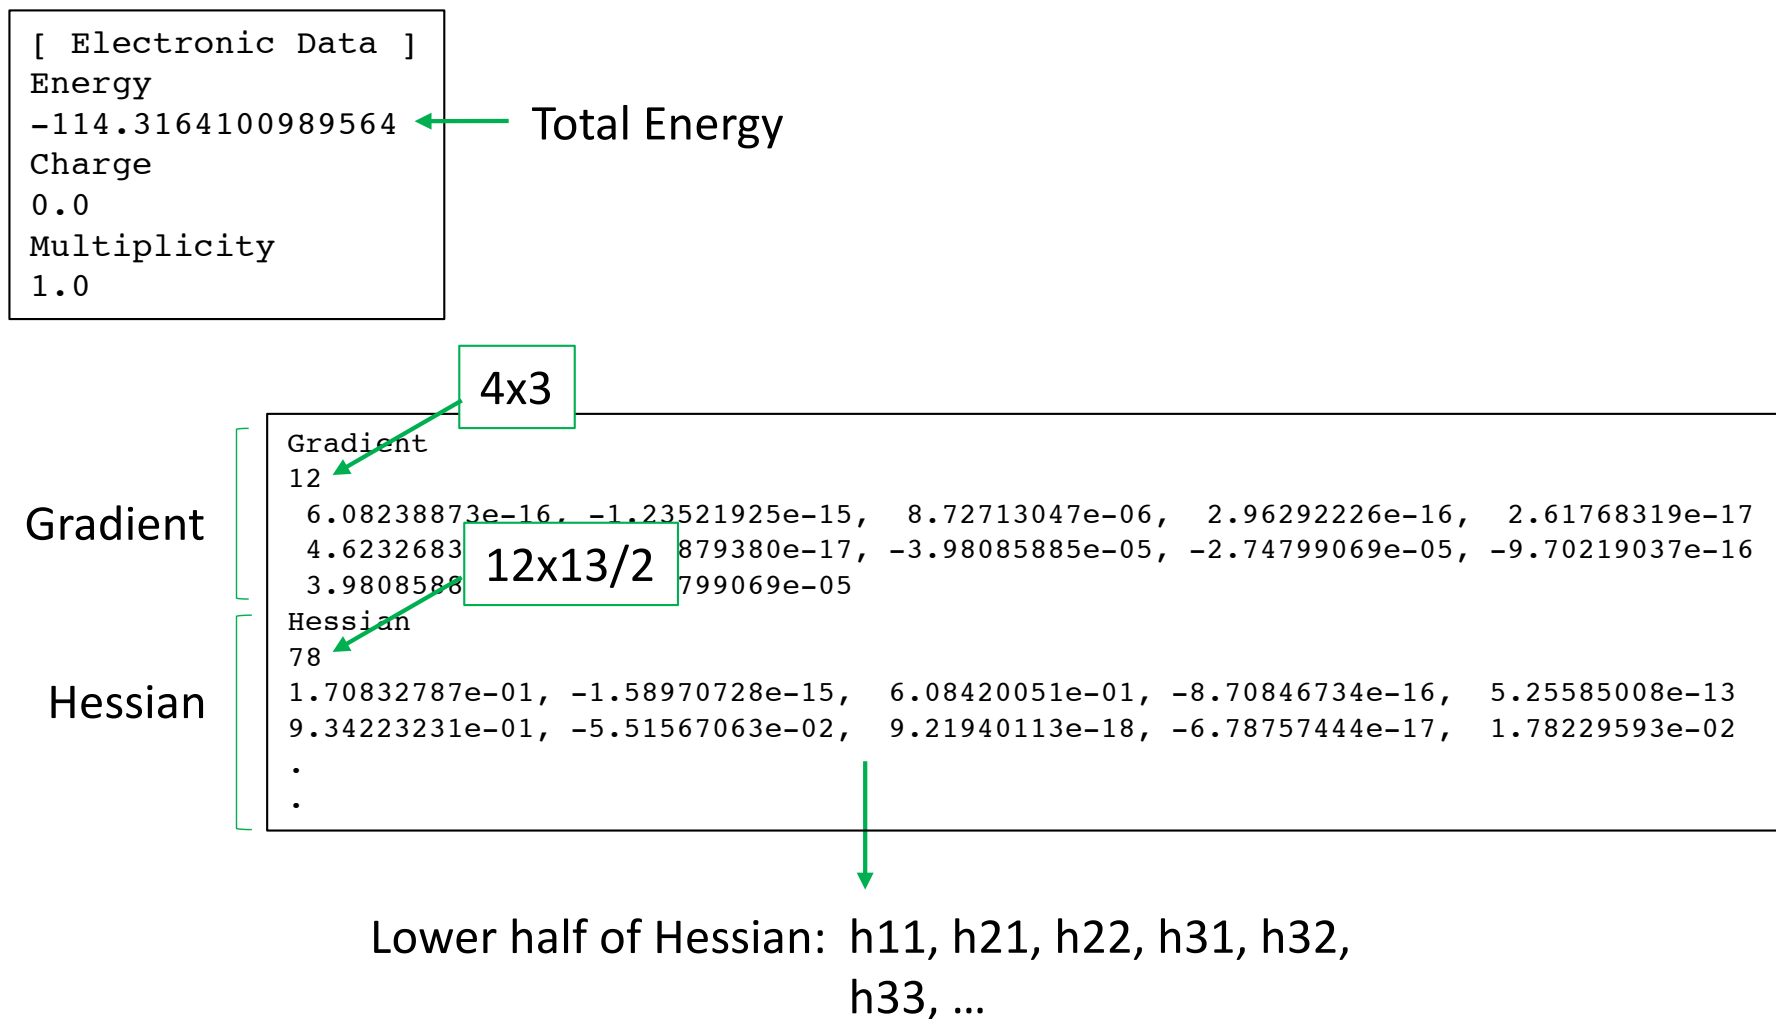 [ Electronic Data ]
Energy
-114.3164100989564
Total Energy
Charge
0.0
Multiplicity
1.0
4x3
Gradient
Gradient
12
6.08238873e-16, -1.23521925e-15, 8.72713047e-06, 2.96292226e-16, 2.61768319e-17
4.6232683 879380e-17, -3.98085885e-05, -2.74799069e-05, -9.70219037e-16
12x13/2
3.9808588 799069e-05
Hessian
Hessian
78
1.70832787e-01, -1.58970728e-15, 6.08420051e-01, -8.70846734e-16, 5.25585008e-13
9.34223231e-01, -5.51567063e-02, 9.21940113e-18, -6.78757444e-17, 1.78229593e-02
.
.
Lower half of Hessian: h11, h21, h22, h31, h32,
h33, …